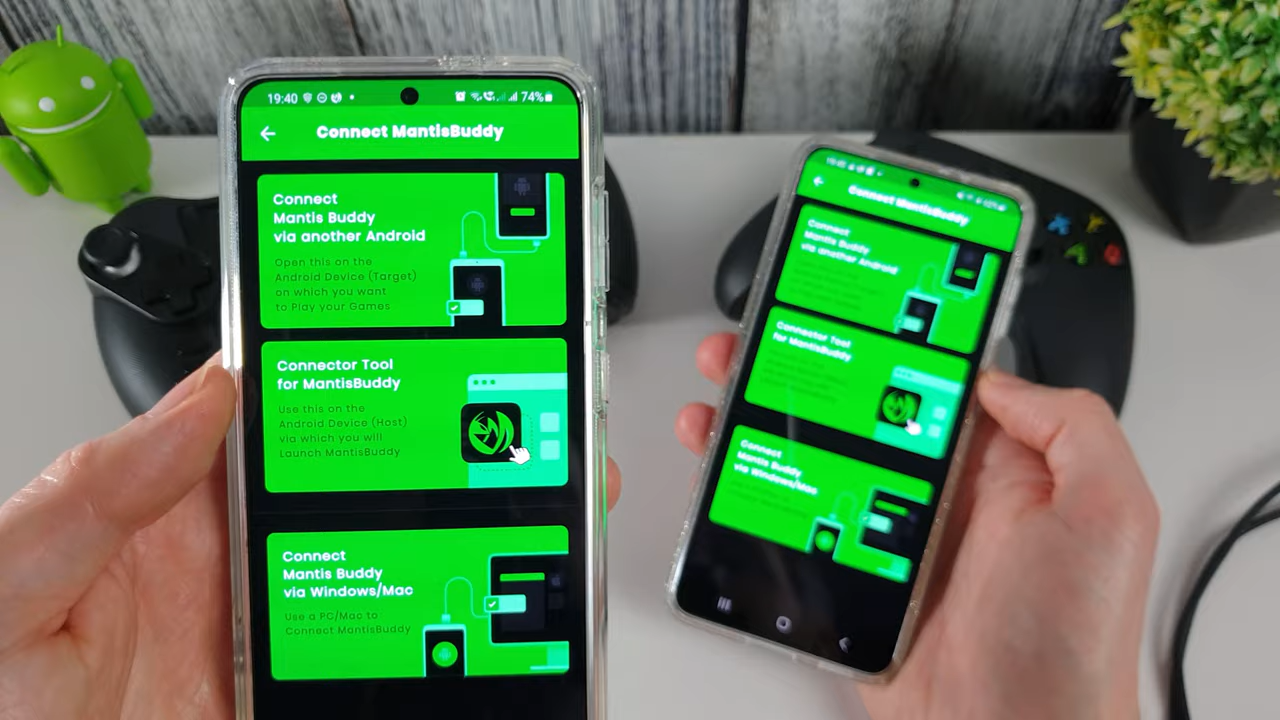 19:40
74%
Connect MantisBuddy
Connect
Mantis Buddy
via another Android
Open this on the
Android Device (Target)
on which you want
to Play your Games
Connector Tool
for MantisBuddy
Use this on the
Android Device (Host)
via which you will
Launch MantisBuddy
Connect
Mantis Buddy
via Windows/Mac
Use a PC/Mac to
Connect MantisBuddy
Connect MantisBuddy
Connect
Mantis Buddy
via another Android
Connector Tool
for MantisBuddy
Connect
Mantis Buddy
via Windows/Mac
X
Y
A
B